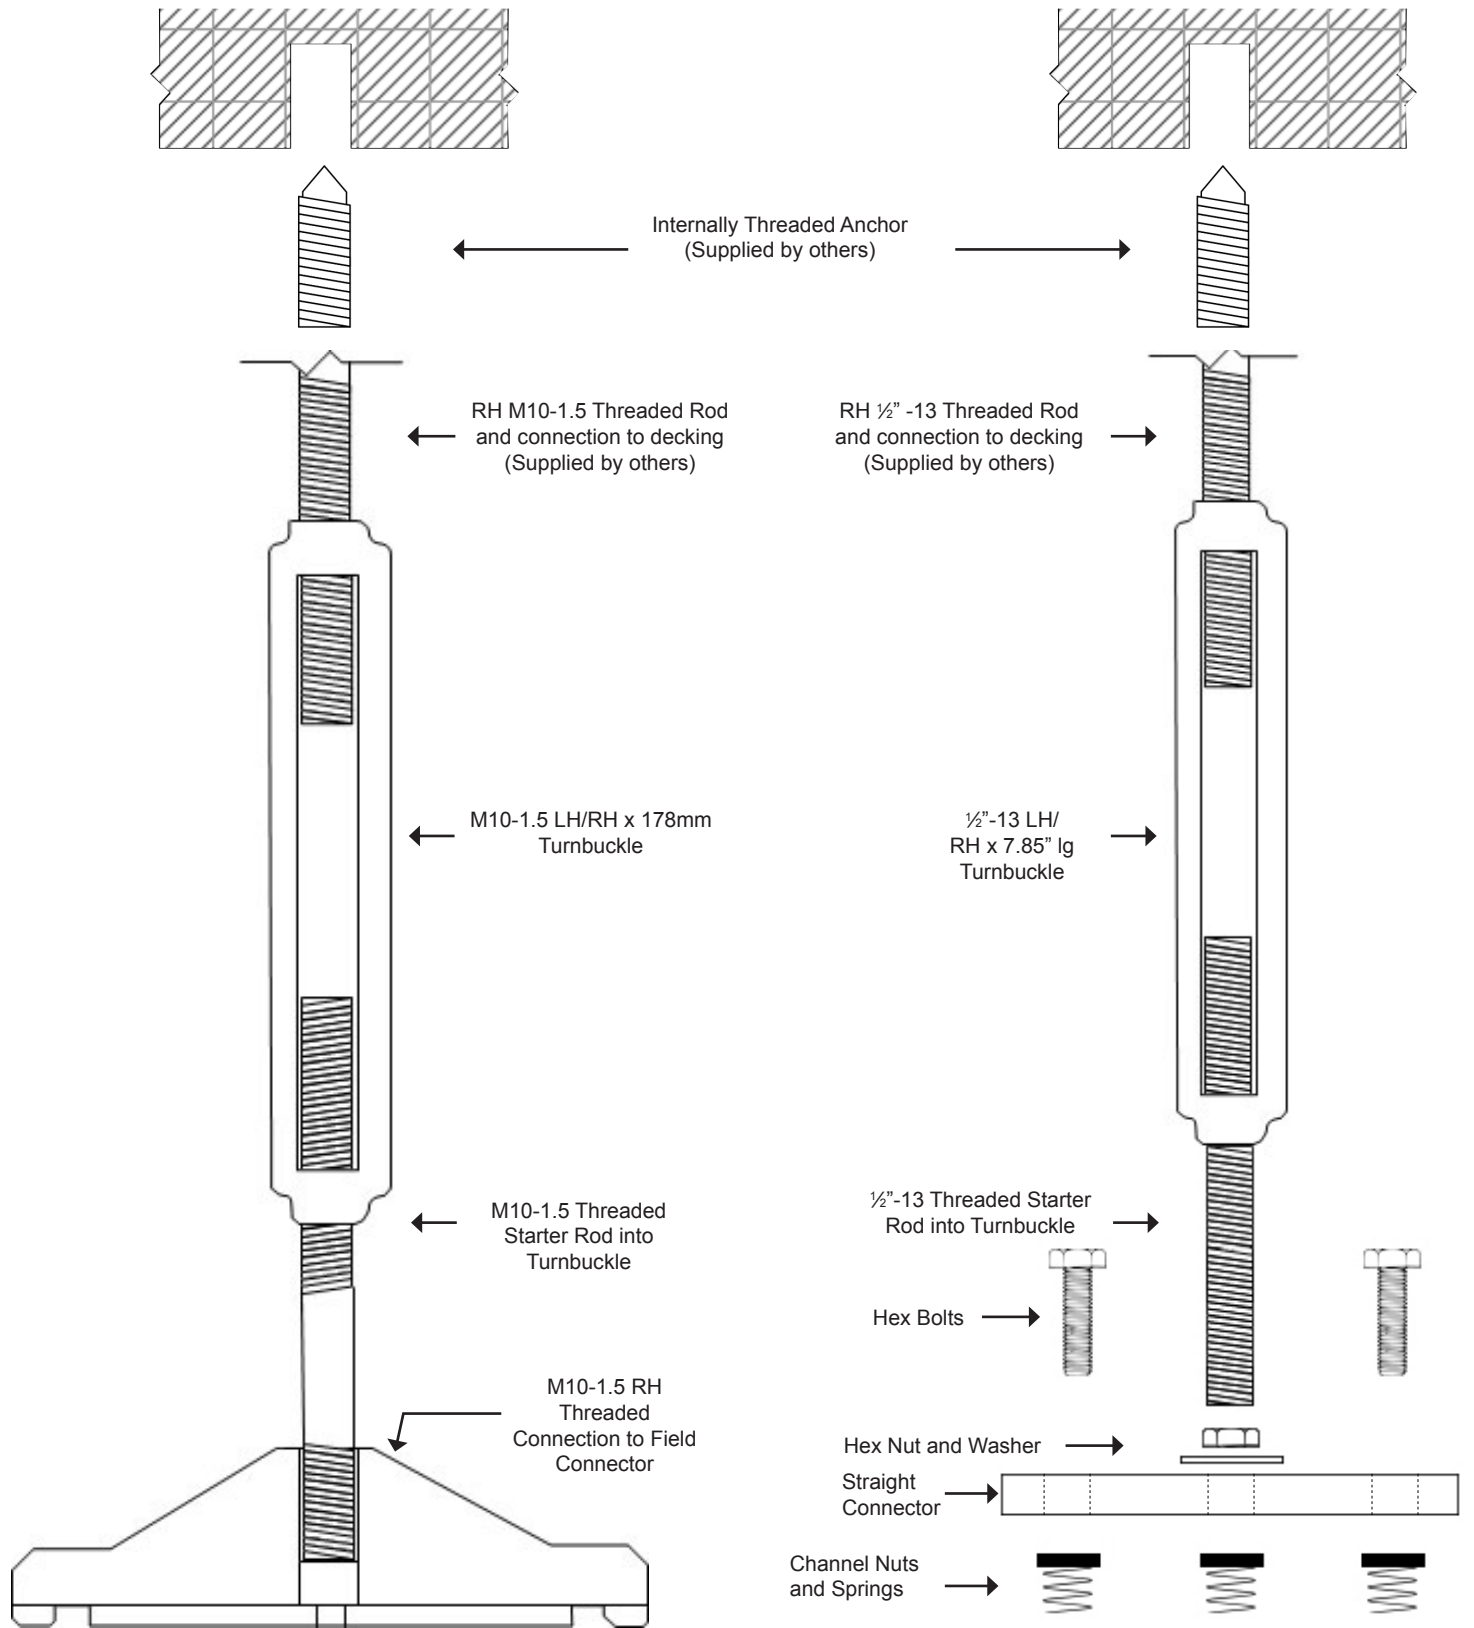 Internally Threaded Anchor
(Supplied by others)
RH M10-1.5 Threaded Rod
and connection to decking
(Supplied by others)
RH ½” -13 Threaded Rod
and connection to decking
(Supplied by others)
M10-1.5 LH/RH x 178mm
Turnbuckle
½”-13 LH/
RH x 7.85” lg
Turnbuckle
M10-1.5 Threaded
Starter Rod into
Turnbuckle
½”-13 Threaded Starter
Rod into Turnbuckle
Hex Bolts
M10-1.5 RH
Threaded
Connection to Field
Connector
Hex Nut and Washer
Straight
Connector
Channel Nuts
and Springs